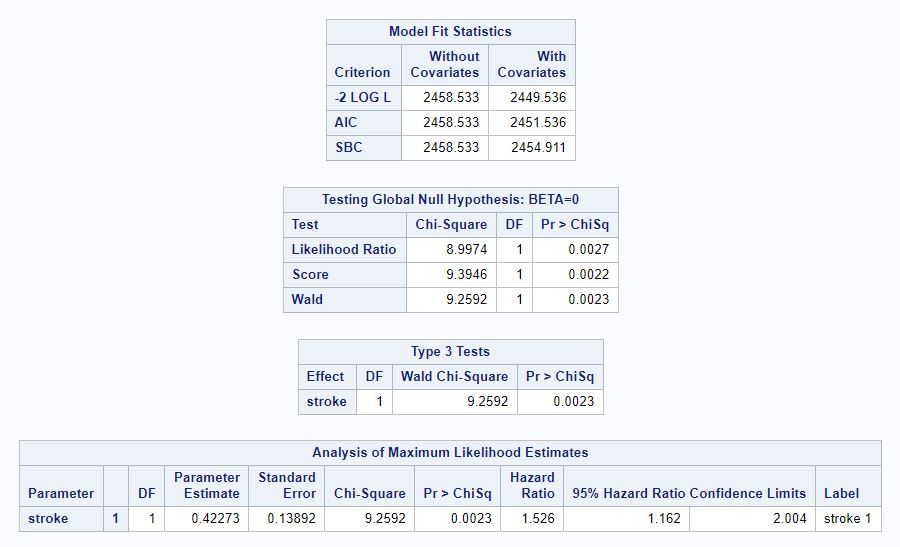 Model Fit Statistics
Criterion Without Covariates With Covariates
-2 LOG L 2458.533 2449.536
AIC 2458.533 2451.536
SBC 2458.533 2454.911
Testing Global Null Hypothesis: BETA=0
Test Chi-Square DF Pr > ChiSq
Likelihood Ratio 8.9974 1 0.0027
Score 9.3946 1 0.0022
Wald 9.2592 1 0.0023
Type 3 Tests
Effect DF Wald Chi-Square Pr > ChiSq
stroke 1 9.2592 0.0023
Analysis of Maximum Likelihood Estimates
Parameter DF Parameter Estimate Standard Error Chi-Square Pr > ChiSq Hazard Ratio 95% Hazard Ratio Confidence Limits Label
stroke 1 1 0.42273 0.13892 9.2592 0.0023 1.526 1.162 2.004 stroke 1